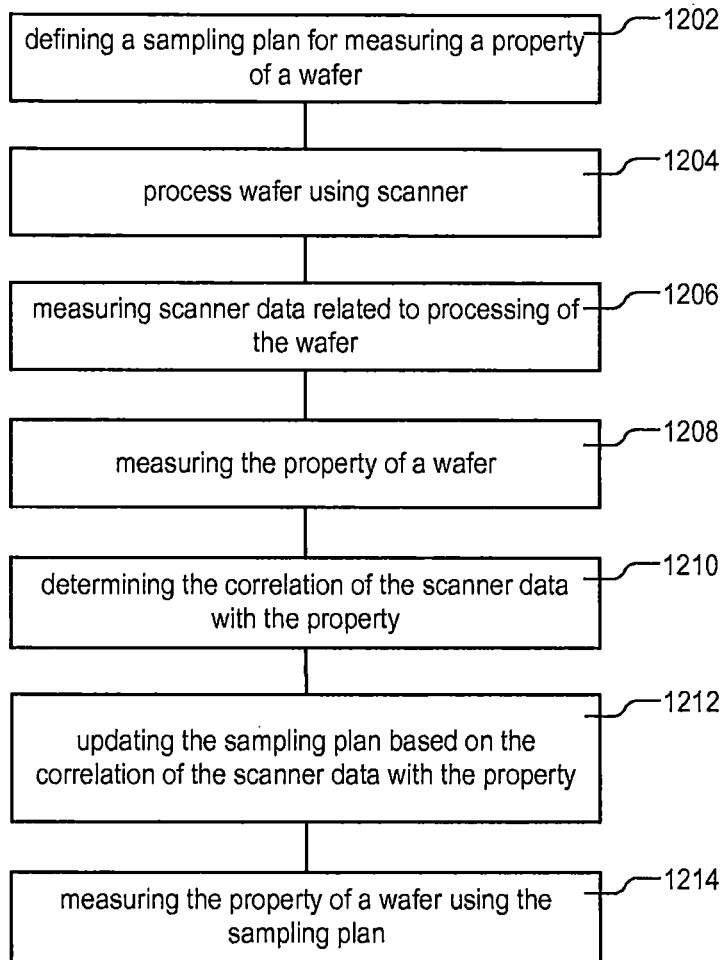 defining a sampling plan for measuring a property
of a wafer
1202
process wafer using scanner
1204
measuring scanner data related to processing of
the wafer
1206
measuring the property of a wafer
1208
determining the correlation of the scanner data
with the property
1210
updating the sampling plan based on the
correlation of the scanner data with the property
1212
measuring the property of a wafer using the
sampling plan
1214